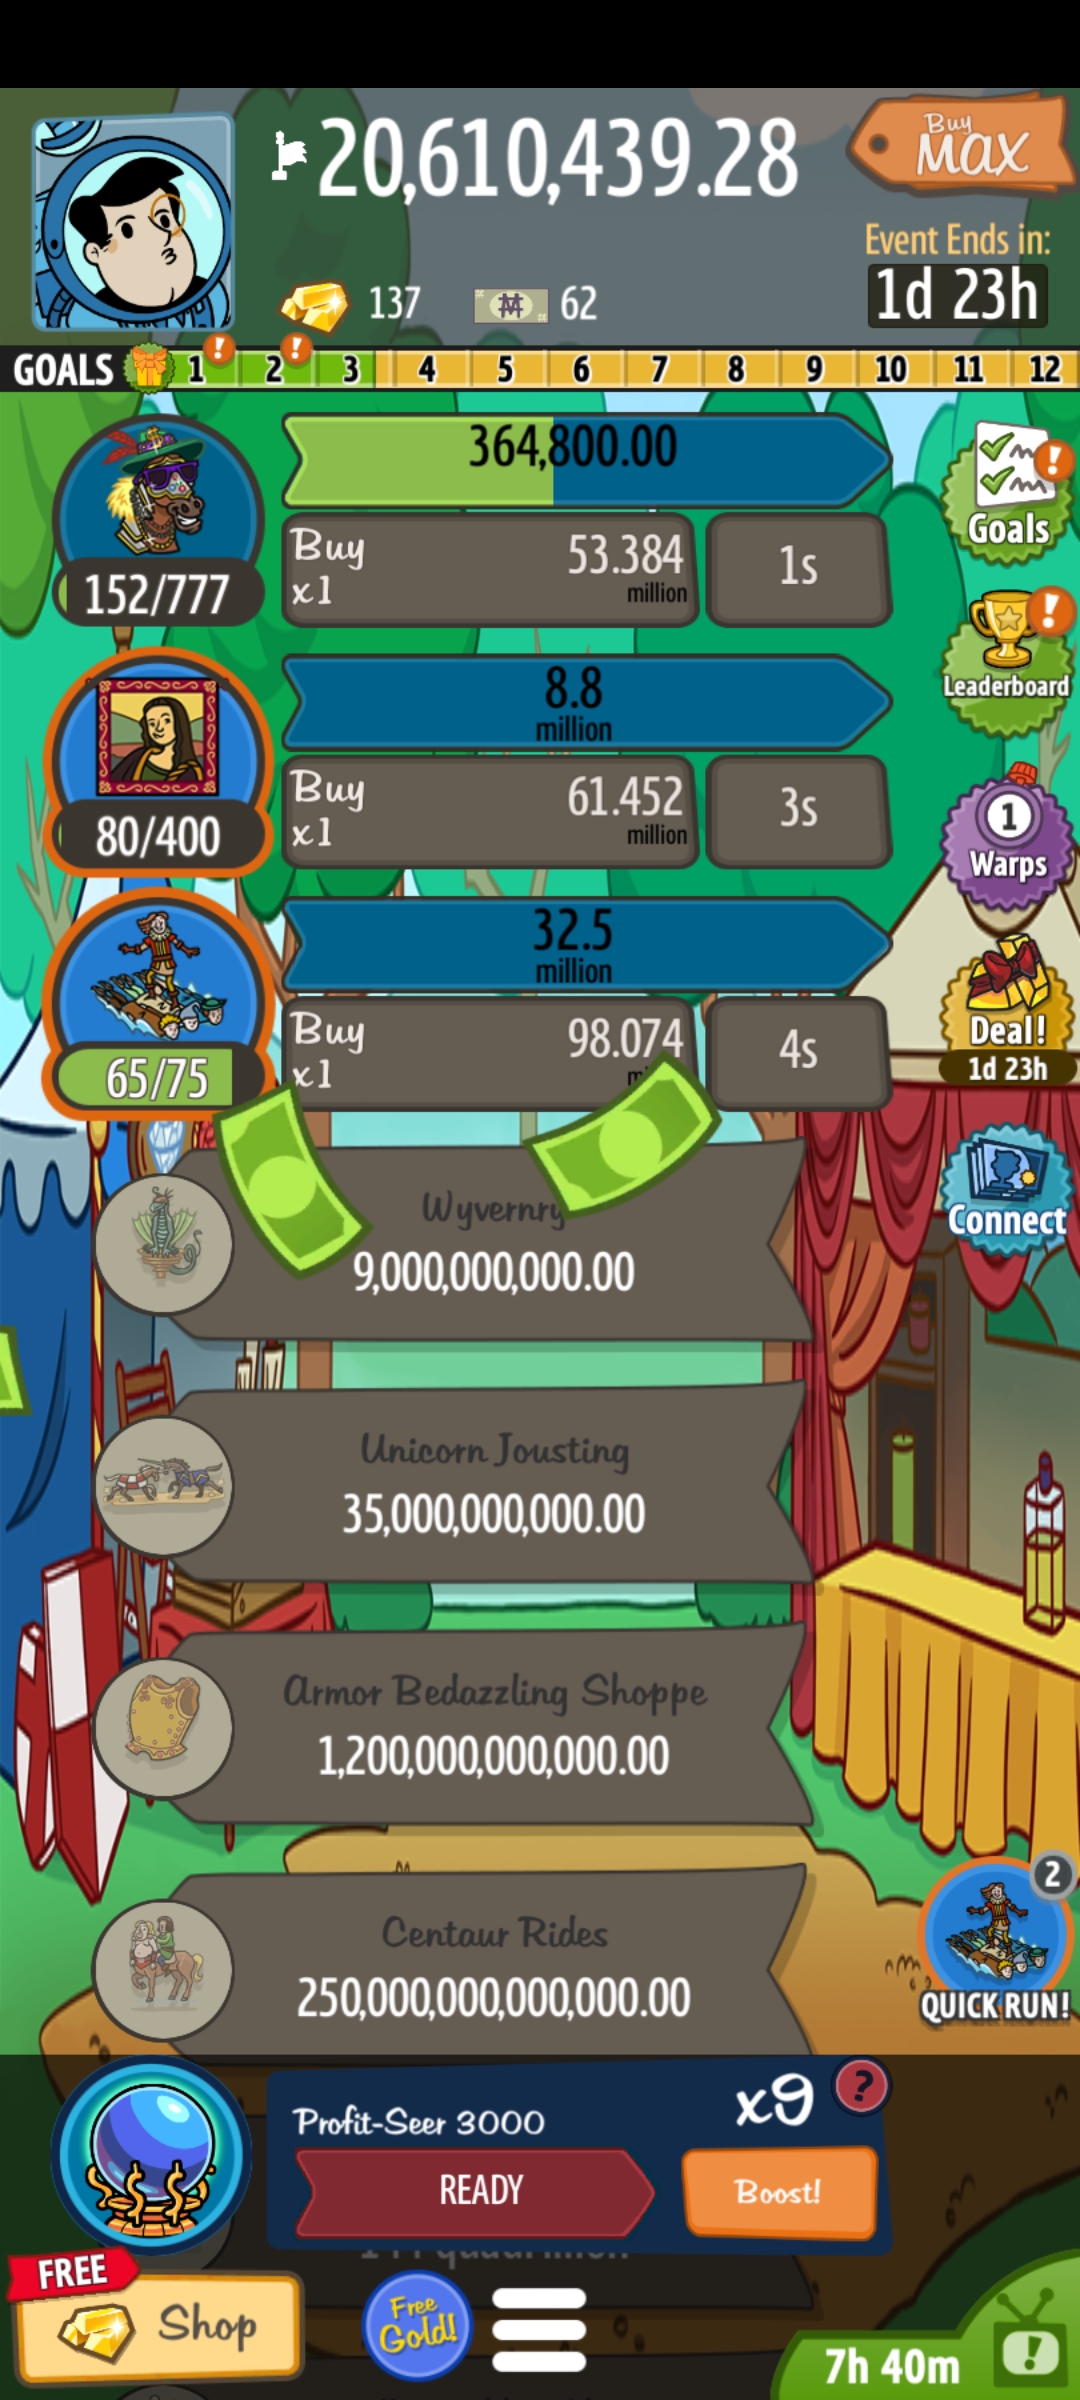 20,610,439.28
Buy
MAX
Event Ends in:
1d 23h
137
62
GOALS 1 ! 2 ! 3 4 5 6 7 8 9 10 11 12
364,800.00
Buy
x1
53.384
million
1s
152/777
!
Goals
8.8
million
Buy
x1
61.452
million
3s
80/400
!
Leaderboard
1
Warps
32.5
million
Buy
x1
98.074
4s
65/75
Deal!
1d 23h
Connect
Wyvernry
9,000,000,000.00
Unicorn Jousting
35,000,000,000.00
Armor Bedazzling Shoppe
1,200,000,000,000.00
Centaur Rides
250,000,000,000,000.00
2
QUICK RUN!
Profit-Seer 3000
x9
?
READY
Boost!
FREE
Shop
Free
Gold!
7h 40m
!